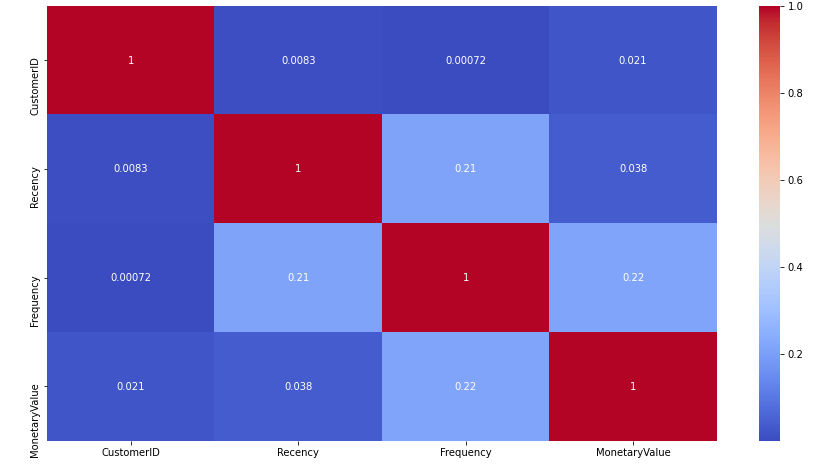 CustomerID 1 0.0083 0.00072 0.021
Recency 0.0083 1 0.21 0.038
Frequency 0.00072 0.21 1 0.22
MonetaryValue 0.021 0.038 0.22 1
CustomerID Recency Frequency MonetaryValue
1.0
0.8
0.6
0.4
0.2